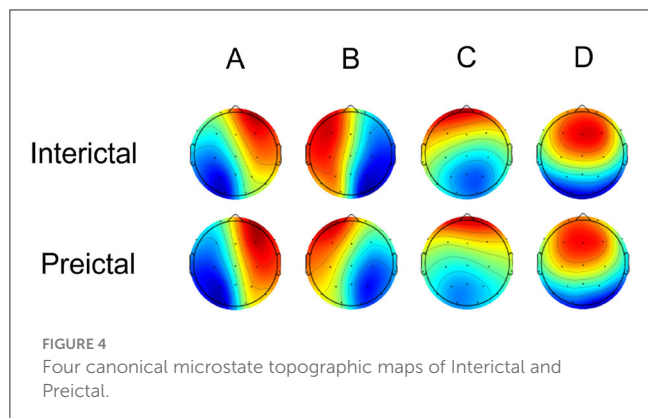 A B C D
Interictal
Preictal
FIGURE 4
Four canonical microstate topographic maps of Interictal and
Preictal.